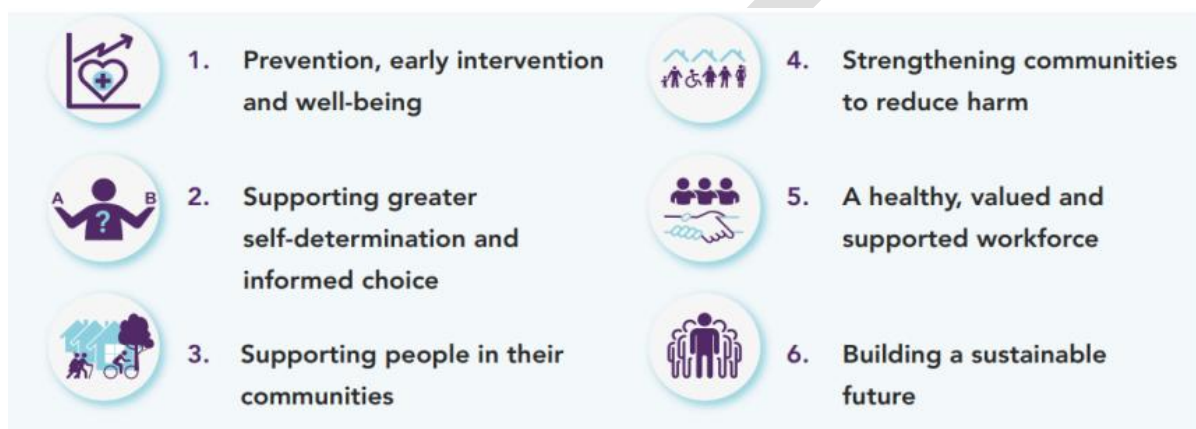 1. Prevention, early intervention
and well-being
A B
?
2. Supporting greater
self-determination and
informed choice
3. Supporting people in their
communities
4. Strengthening communities
to reduce harm
5. A healthy, valued and
supported workforce
6. Building a sustainable
future